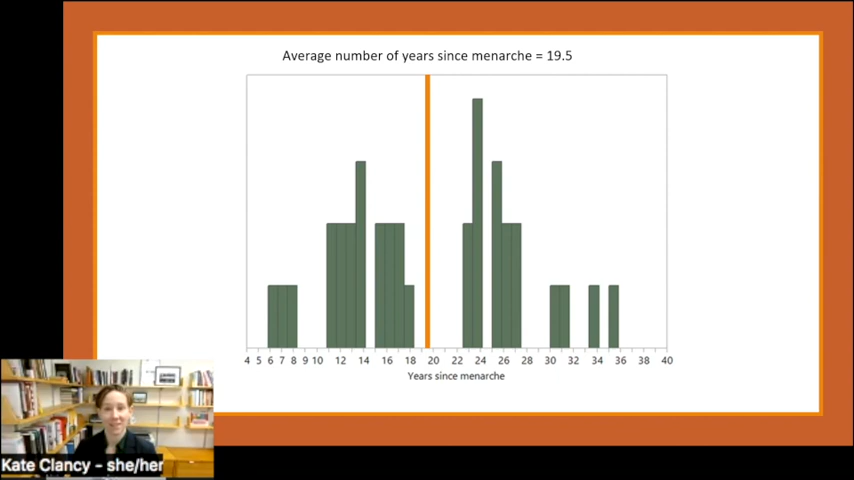 Average number of years since menarche = 19.5
4 5 6 7 8 9 10 12 14 16 18 20 22 24 26 28 30 32 34 36 38 40
Years since menarche
Kate Clancy - she/her